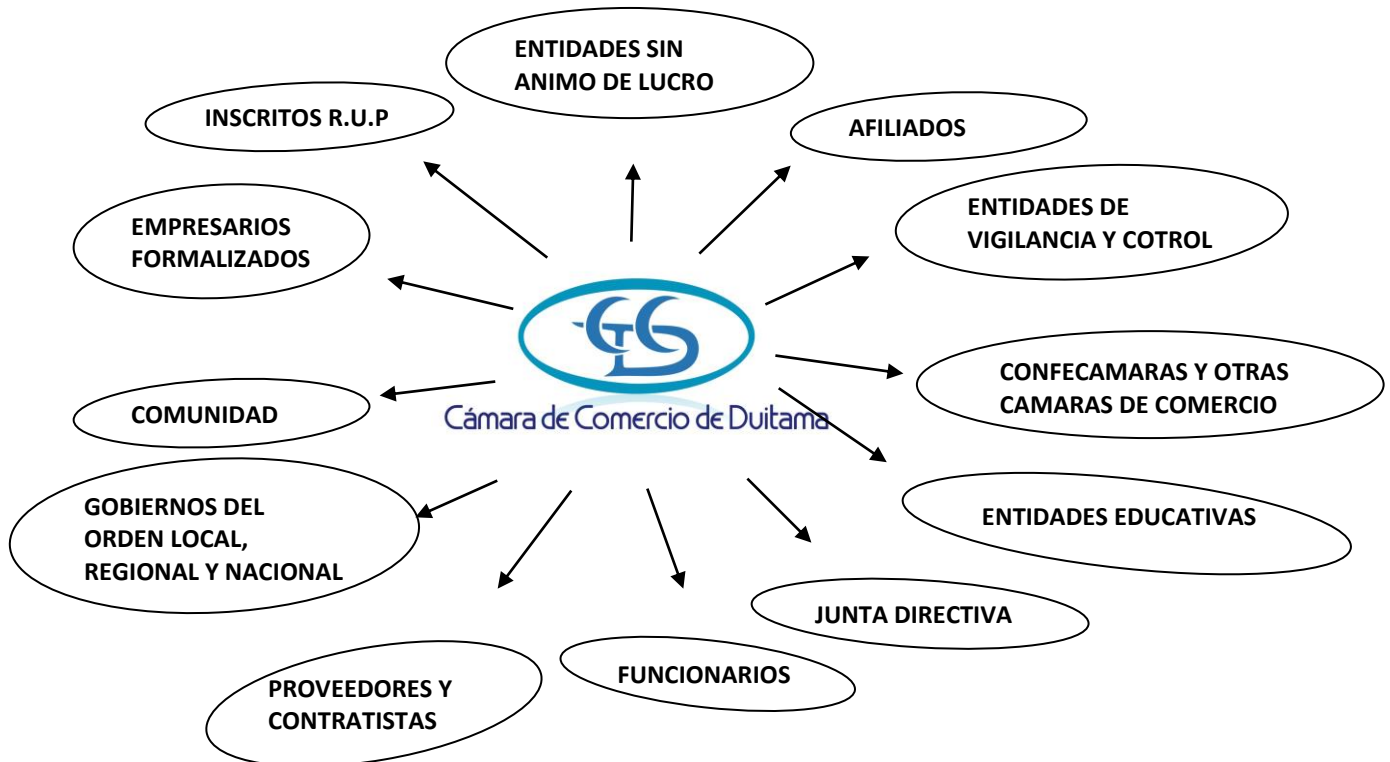 ENTIDADES SIN
ANIMO DE LUCRO
INSCRITOS R.U.P
AFILIADOS
EMPRESARIOS
FORMALIZADOS
ENTIDADES DE
VIGILANCIA Y COTROL
Cámara de Comercio de Duitama
CONFECAMARAS Y OTRAS
CAMARAS DE COMERCIO
COMUNIDAD
GOBIERNOS DEL
ORDEN LOCAL,
REGIONAL Y NACIONAL
ENTIDADES EDUCATIVAS
JUNTA DIRECTIVA
FUNCIONARIOS
PROVEEDORES Y
CONTRATISTAS